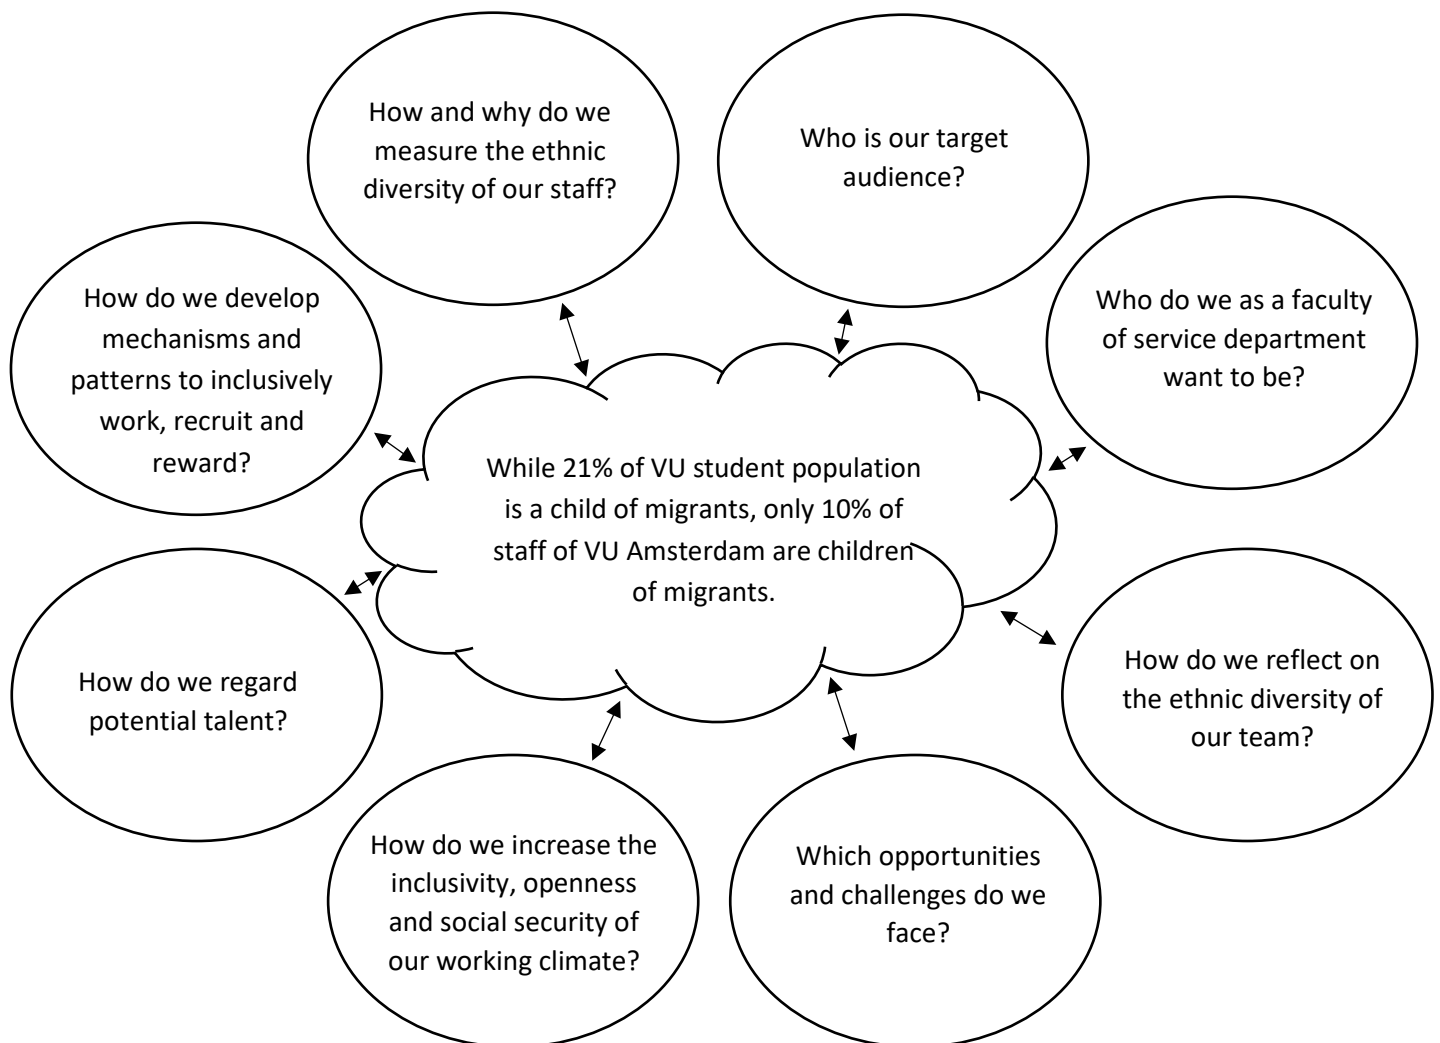 How and why do we
measure the ethnic
diversity of our staff?
Who is our target
audience?
How do we develop
mechanisms and
patterns to inclusively
work, recruit and
reward?
Who do we as a faculty
of service department
want to be?
While 21% of VU student population
is a child of migrants, only 10% of
staff of VU Amsterdam are children
of migrants.
How do we regard
potential talent?
How do we reflect on
the ethnic diversity of
our team?
How do we increase the
inclusivity, openness
and social security of
our working climate?
Which opportunities
and challenges do we
face?